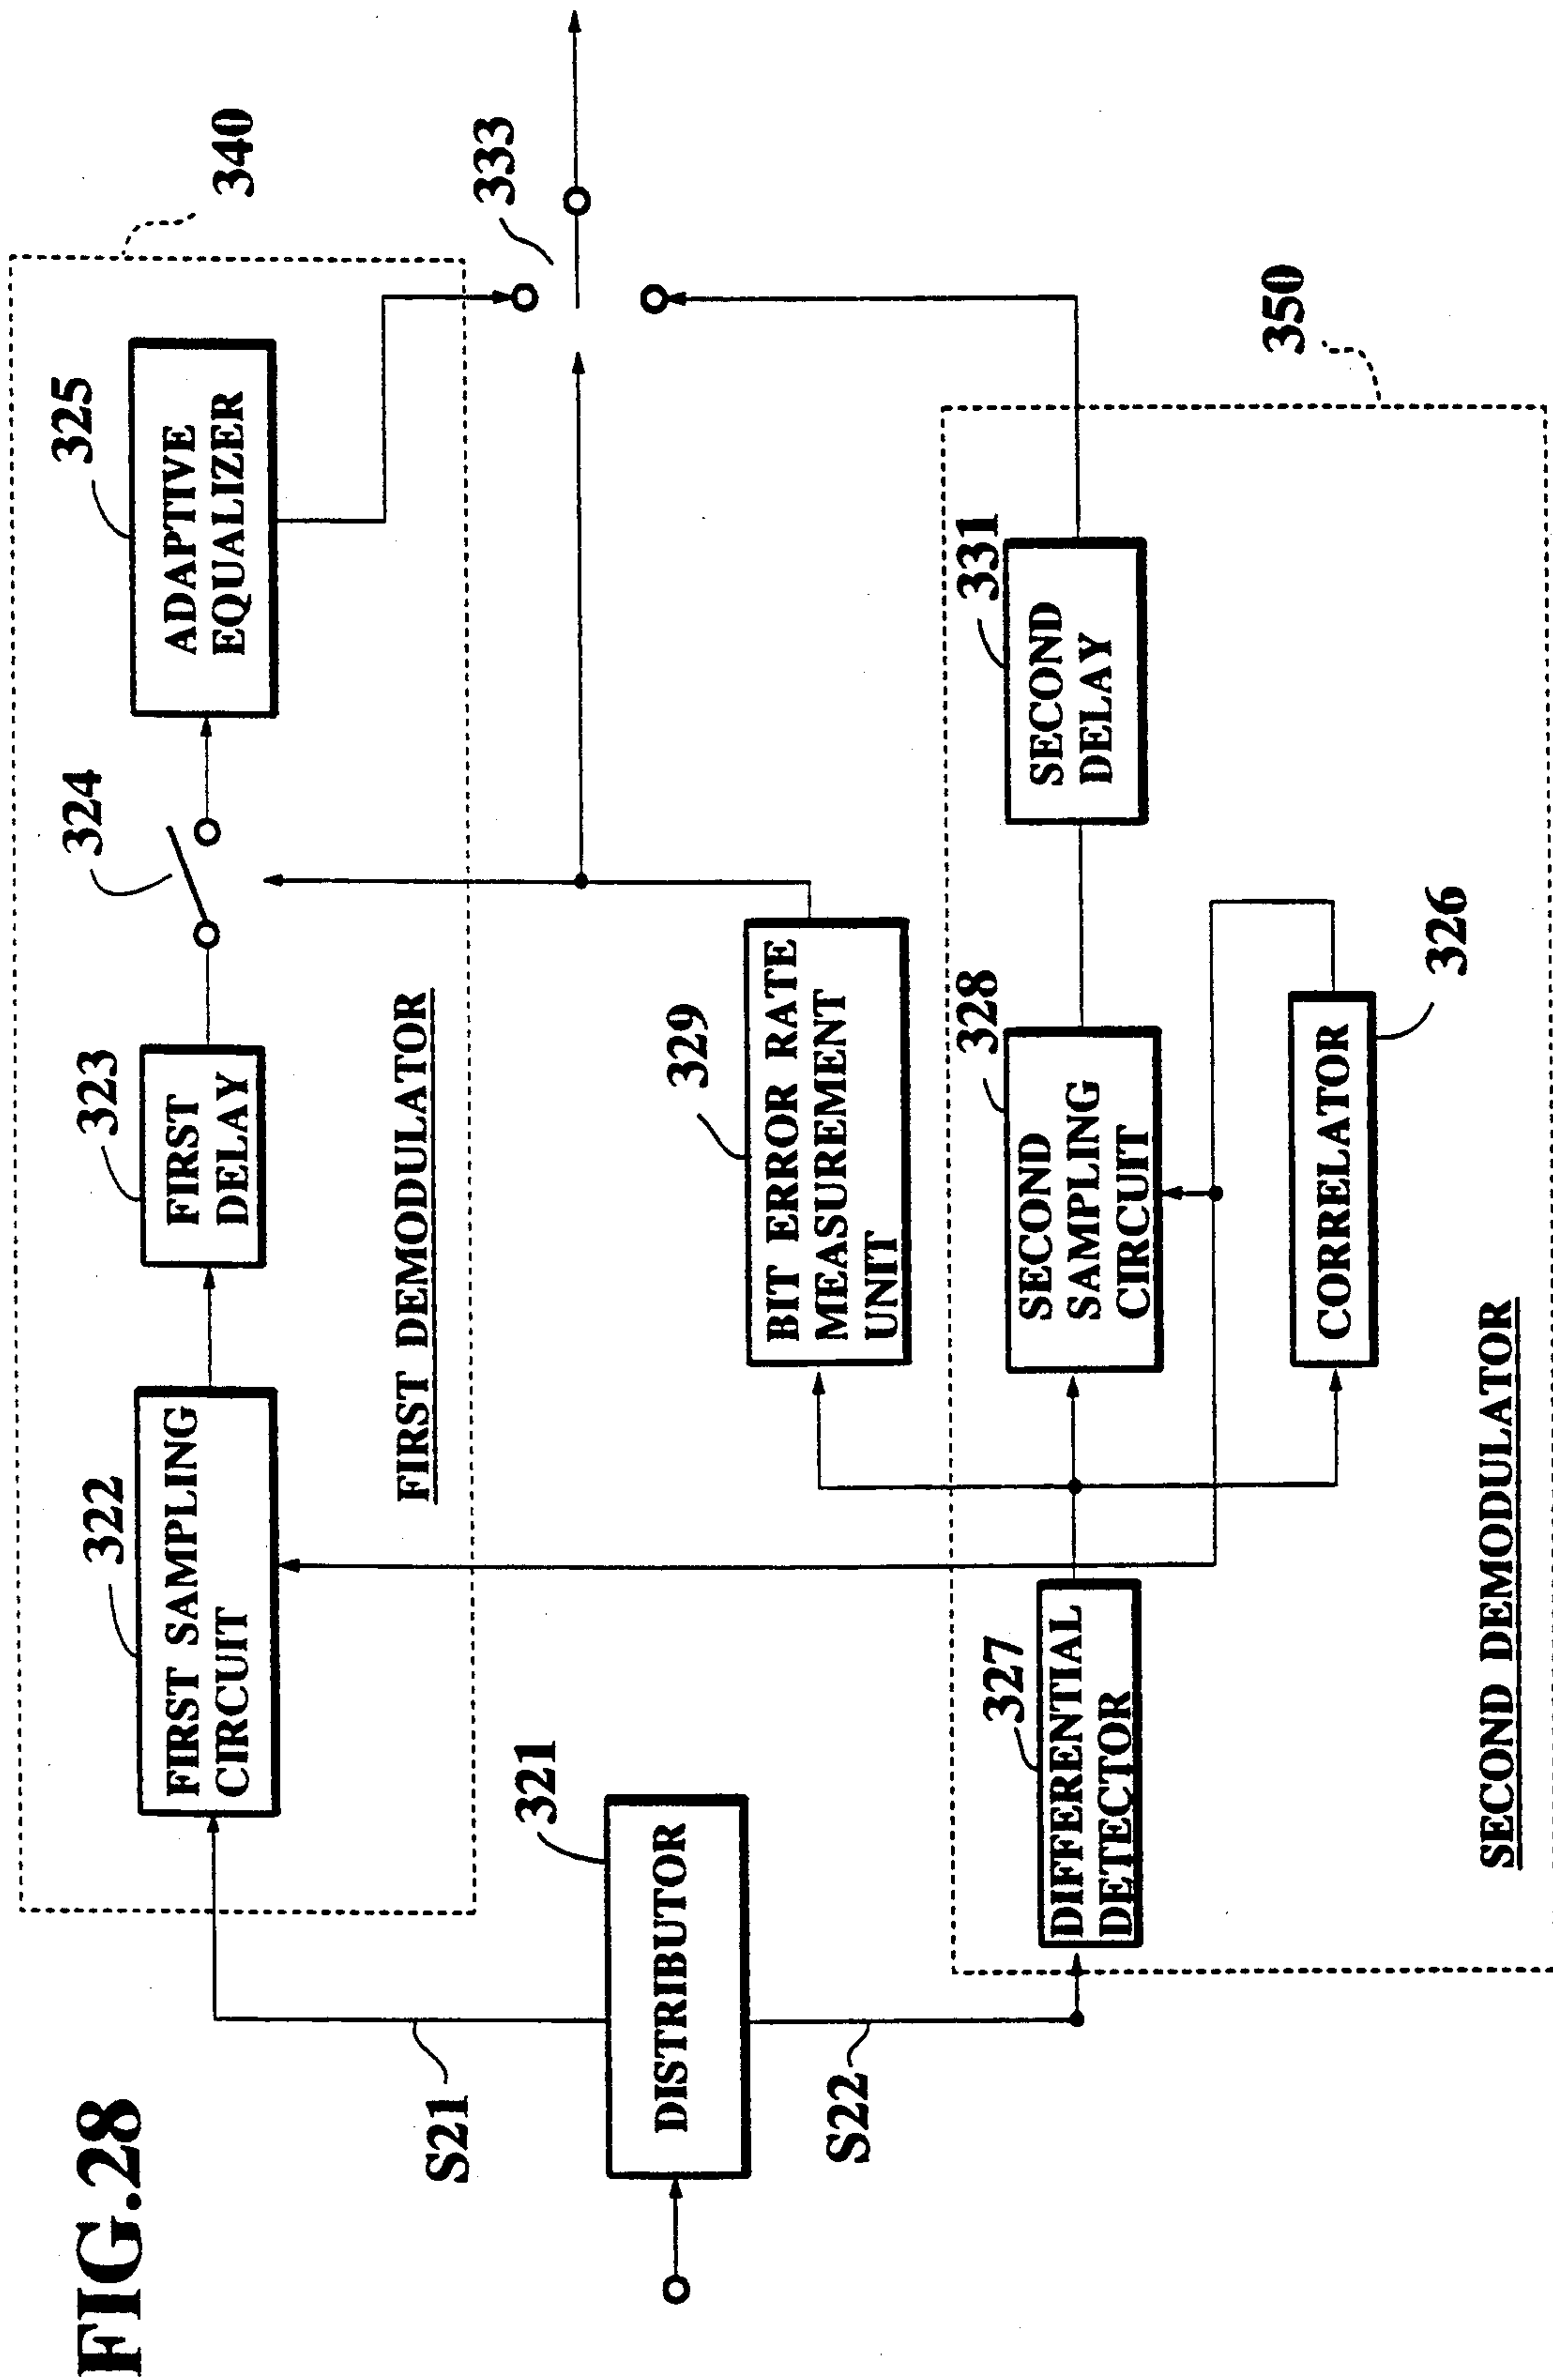 FIG.28
340
322
FIRST SAMPLING
CIRCUIT
323
FIRST
DELAY
324
325
ADAPTIVE
EQUALIZER
FIRST DEMODULATOR
333
S21
321
DISTRIBUTOR
S22
329
BIT ERROR RATE
MEASUREMENT
UNIT
350
327
DIFFERENTIAL
DETECTOR
328
SECOND
SAMPLING
CIRCUIT
331
SECOND
DELAY
CORRELATOR
326
SECOND DEMODULATOR